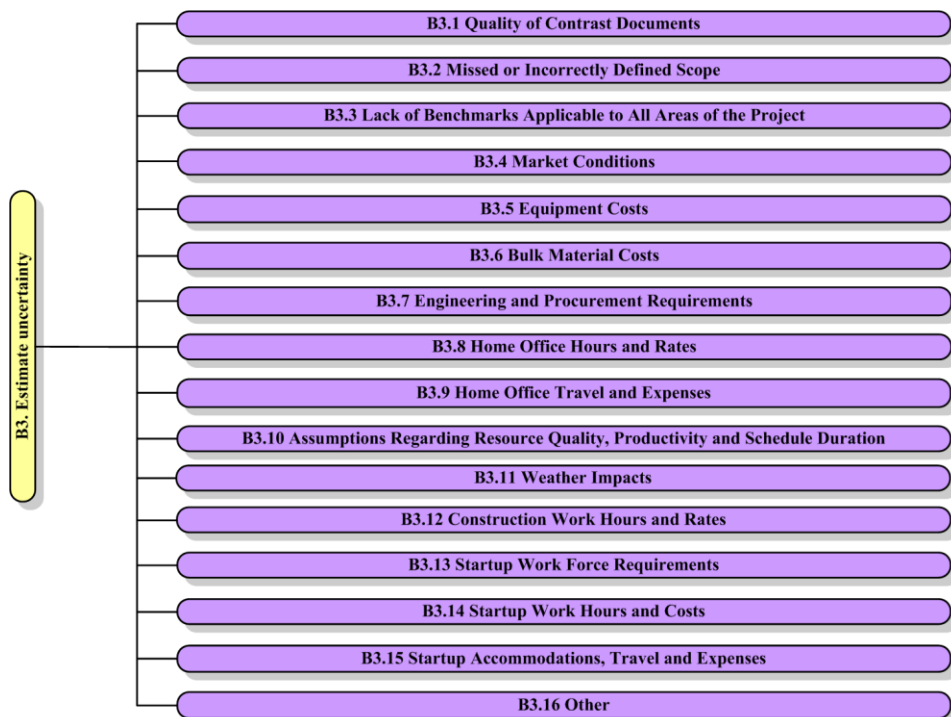 B3. Estimate uncertainty
B3.1 Quality of Contrast Documents
B3.2 Missed or Incorrectly Defined Scope
B3.3 Lack of Benchmarks Applicable to All Areas of the Project
B3.4 Market Conditions
B3.5 Equipment Costs
B3.6 Bulk Material Costs
B3.7 Engineering and Procurement Requirements
B3.8 Home Office Hours and Rates
B3.9 Home Office Travel and Expenses
B3.10 Assumptions Regarding Resource Quality, Productivity and Schedule Duration
B3.11 Weather Impacts
B3.12 Construction Work Hours and Rates
B3.13 Startup Work Force Requirements
B3.14 Startup Work Hours and Costs
B3.15 Startup Accommodations, Travel and Expenses
B3.16 Other